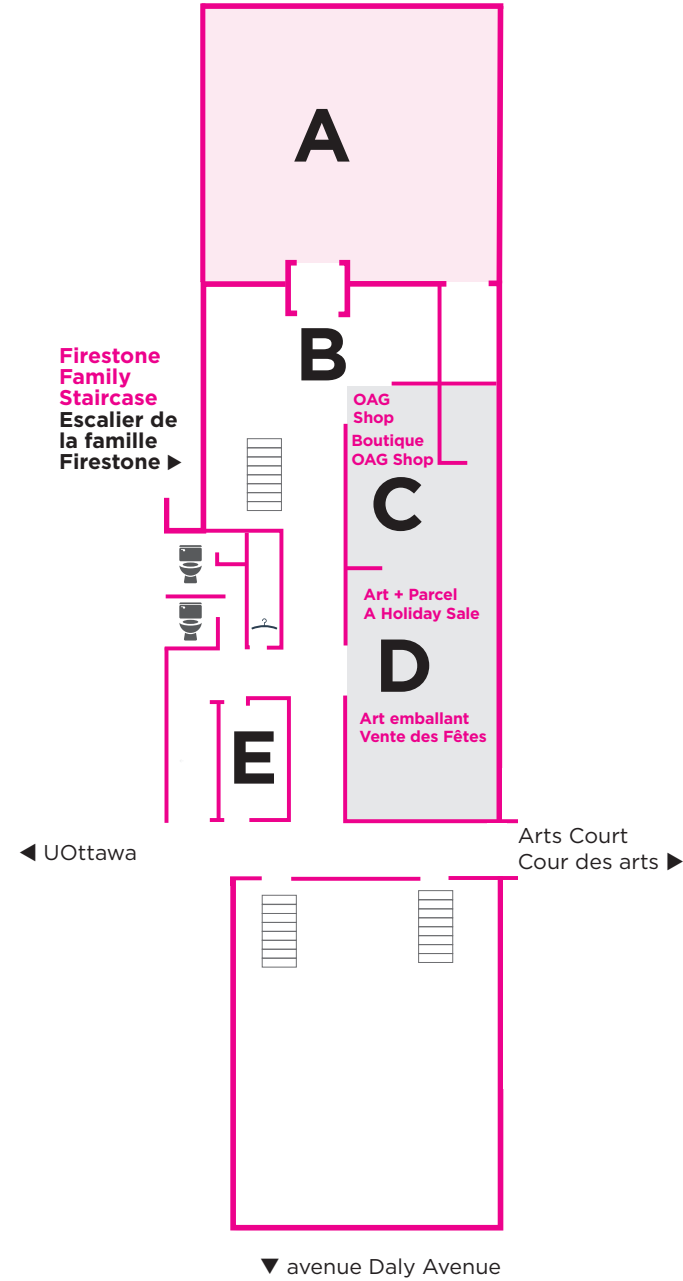 A
B
Firestone
Family
Staircase
Escalier de
la famille
Firestone ▶
OAG
Shop
Boutique
OAG Shop
C
Art + Parcel
A Holiday Sale
D
Art emballant
Vente des Fêtes
E
◀ UOttawa
Arts Court
Cour des arts ▶
▼ avenue Daly Avenue